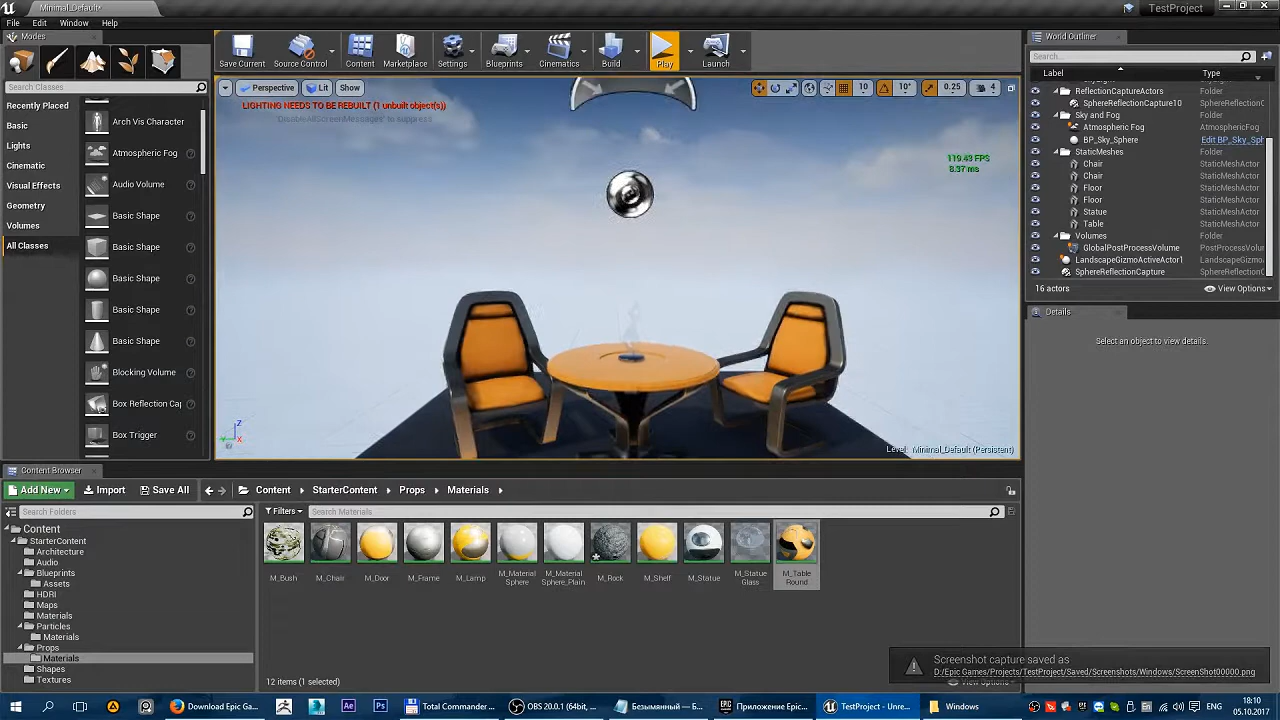 Minimal_Default*
TestProject
File
Edit
Window
Help
Modes
Search Classes
Recently Placed
Basic
Lights
Cinematic
Visual Effects
Geometry
Volumes
All Classes
Arch Vis Character
Atmospheric Fog
Audio Volume
Basic Shape
Basic Shape
Basic Shape
Basic Shape
Basic Shape
Blocking Volume
Box Reflection Cap
Box Trigger
Save Current
Source Control
Content
Marketplace
Settings
Blueprints
Cinematics
Build
Play
Launch
Perspective
Lit
Show
10
10°
0.25
4
LIGHTING NEEDS TO BE REBUILT (1 unbuilt object(s))
'DisableAllScreenMessages' to suppress
119.43 FPS
8.37 ms
Z
Y
X
Level: Minimal_Default (Persistent)
World Outliner
Search...
Label
Type
ReflectionCaptureActors Folder
SphereReflectionCapture10 SphereReflectionC
Sky and Fog Folder
Atmospheric Fog AtmosphericFog
BP_Sky_Sphere Edit BP_Sky_Spl
StaticMeshes Folder
Chair StaticMeshActor
Chair StaticMeshActor
Floor StaticMeshActor
Floor StaticMeshActor
Statue StaticMeshActor
Table StaticMeshActor
Volumes Folder
GlobalPostProcessVolume PostProcessVolu
LandscapeGizmoActiveActor1 LandscapeGizmo
SphereReflectionCapture SphereReflectionC
16 actors
View Options
Details
Select an object to view details.
Content Browser
Add New
Import
Save All
Content
StarterContent
Props
Materials
Search Folders
Filters
Search Materials
Content
StarterContent
Architecture
Audio
Blueprints
Assets
HDRI
Maps
Materials
Particles
Materials
Props
Materials
Shapes
Textures
M_Bush
M_Chair
M_Door
M_Frame
M_Lamp
M_Material
Sphere
M_Material
Sphere_Plain
M_Rock
M_Shelf
M_Statue
M_Statue
Glass
M_Table
Round
12 items (1 selected)
Screenshot capture saved as
D:/Epic Games/Projects/TestProject/Saved/Screenshots/Windows/ScreenShot00000.png
View Options
Download Epic Ga...
Ae
Ps
Total Commander ...
OBS 20.0.1 (64bit, ...
Безымянный — Б...
Приложение Epic...
TestProject - Unre...
Windows
18:10
05.10.2017